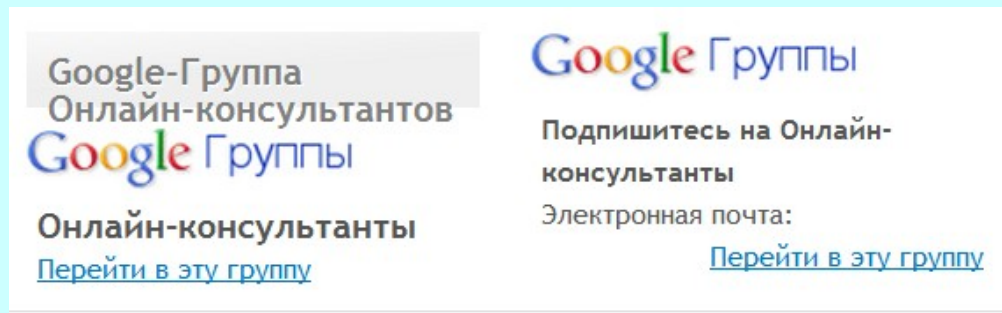 Google-Группа
Онлайн-консультантов
Google Группы
Онлайн-консультанты
Перейти в эту группу
Google Группы
Подпишитесь на Онлайн-
консультанты
Электронная почта:
Перейти в эту группу